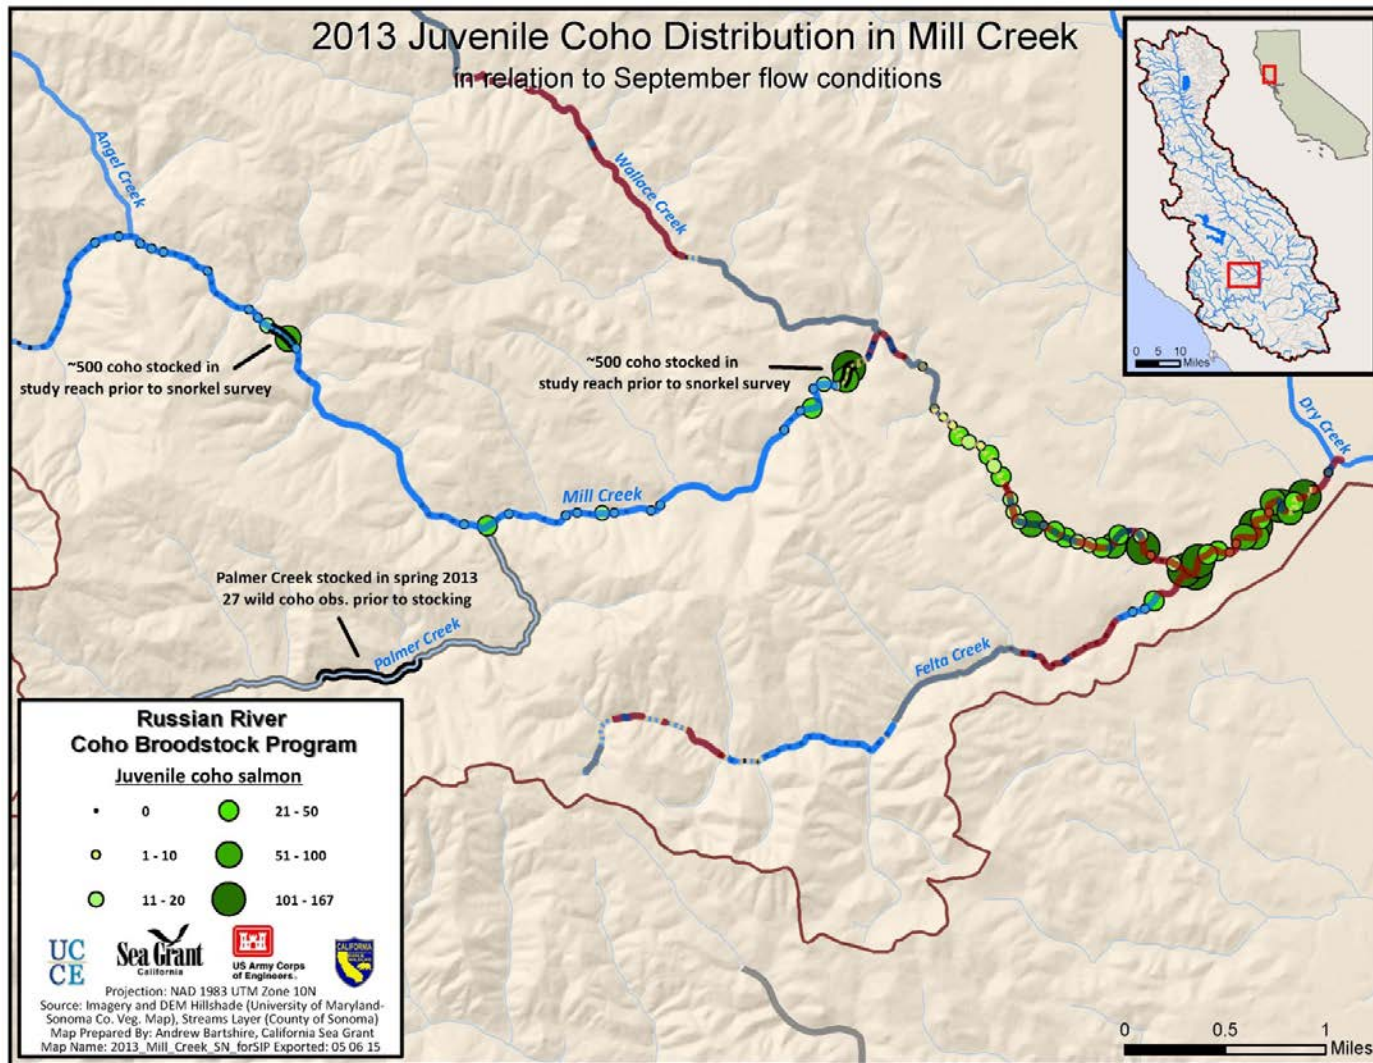 2013 Juvenile Coho Distribution in Mill Creek
in relation to September flow conditions
Angel Creek
Wallace Creek
~500 coho stocked in
study reach prior to snorkel survey
~500 coho stocked in
study reach prior to snorkel survey
0 5 10
Miles
Dry Creek
Mill Creek
Palmer Creek stocked in spring 2013
27 wild coho obs. prior to stocking
Palmer Creek
Felta Creek
Russian River
Coho Broodstock Program
Juvenile coho salmon
0
21 - 50
1 - 10
51 - 100
11 - 20
101 - 167
UC
CE
Sea Grant
California
US Army Corps
of Engineers.
CALIFORNIA
Projection: NAD 1983 UTM Zone 10N
Source: Imagery and DEM Hillshade (University of Maryland-
Sonoma Co. Veg. Map), Streams Layer (County of Sonoma)
Map Prepared By: Andrew Bartshire, California Sea Grant
Map Name: 2013_Mill_Creek_SN_forSIP Exported: 05 06 15
0 0.5 1
Miles